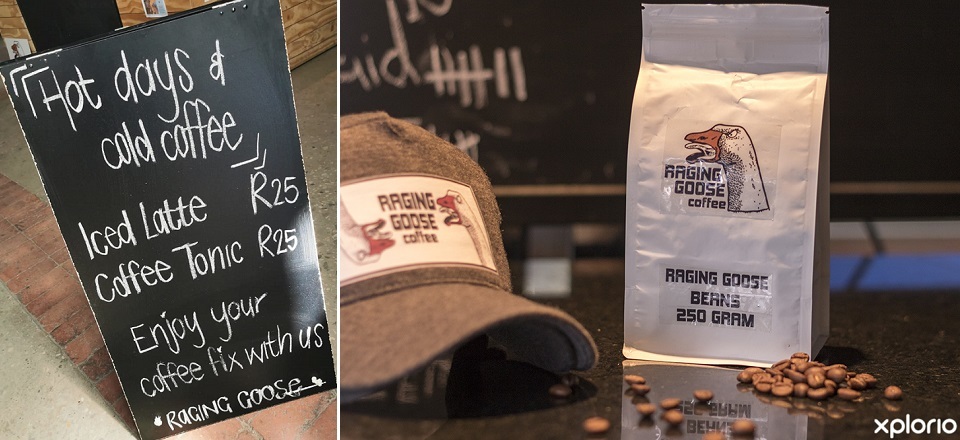 Hot days &
cold coffee
Iced Latte R25
Coffee Tonic R25
Enjoy your
coffee fix with us
RAGING GOOSE
RAGING
GOOSE
coffee
RAGING
GOOSE
coffee
RAGING GOOSE
BEANS
250 GRAM
xplorio